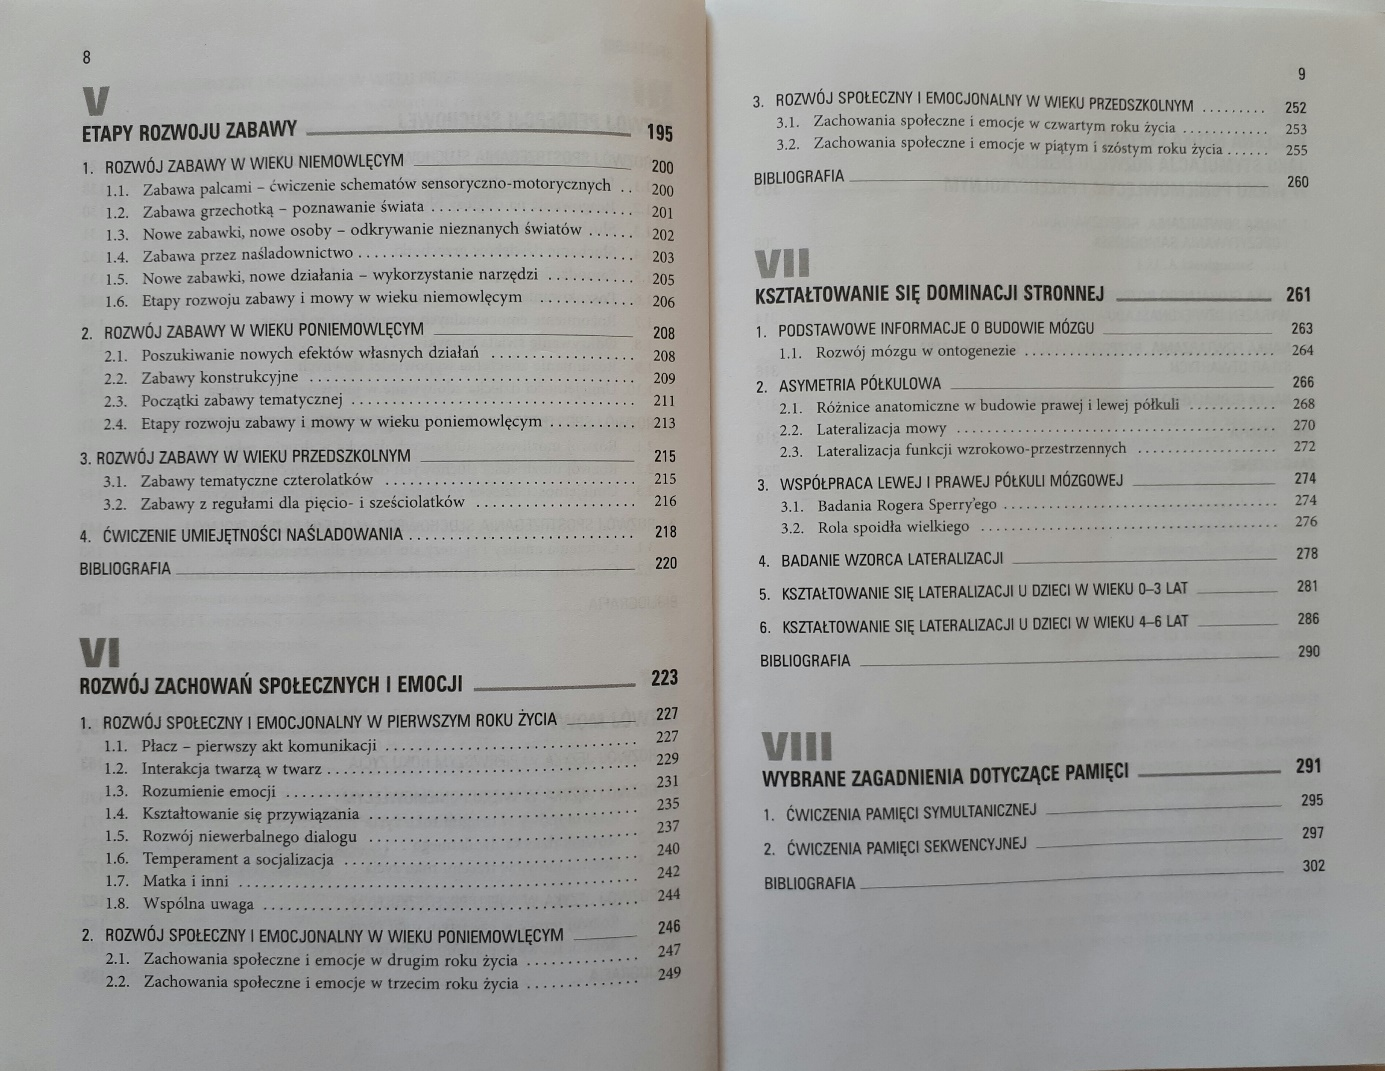 8
V
ETAPY ROZWOJU ZABAWY 195
1. ROZWÓJ ZABAWY W WIEKU NIEMOWLĘCYM 200
1.1. Zabawa palcami – ćwiczenie schematów sensoryczno-motorycznych . . 200
1.2. Zabawa grzechotką – poznawanie świata 201
1.3. Nowe zabawki, nowe osoby – odkrywanie nieznanych światów 202
1.4. Zabawa przez naśladownictwo 203
1.5. Nowe zabawki, nowe działania – wykorzystanie narzędzi 205
1.6. Etapy rozwoju zabawy i mowy w wieku niemowlęcym 206
2. ROZWÓJ ZABAWY W WIEKU PONIEMOWLĘCYM 208
2.1. Poszukiwanie nowych efektów własnych działań 208
2.2. Zabawy konstrukcyjne 209
2.3. Początki zabawy tematycznej 211
2.4. Etapy rozwoju zabawy i mowy w wieku poniemowlęcym 213
3. ROZWÓJ ZABAWY W WIEKU PRZEDSZKOLNYM 215
3.1. Zabawy tematyczne czterolatków 215
3.2. Zabawy z regułami dla pięcio- i sześciolatków 216
4. ĆWICZENIE UMIEJĘTNOŚCI NAŚLADOWANIA 218
BIBLIOGRAFIA 220
VI
ROZWÓJ ZACHOWAŃ SPOŁECZNYCH I EMOCJI 223
1. ROZWÓJ SPOŁECZNY I EMOCJONALNY W PIERWSZYM ROKU ŻYCIA 227
1.1. Płacz – pierwszy akt komunikacji 227
1.2. Interakcja twarzą w twarz 229
1.3. Rozumienie emocji 231
1.4. Kształtowanie się przywiązania 235
1.5. Rozwój niewerbalnego dialogu 237
1.6. Temperament a socjalizacja 240
1.7. Matka i inni 242
1.8. Wspólna uwaga 244
2. ROZWÓJ SPOŁECZNY I EMOCJONALNY W WIEKU PONIEMOWLĘCYM 246
2.1. Zachowania społeczne i emocje w drugim roku życia 247
2.2. Zachowania społeczne i emocje w trzecim roku życia 249
9
3. ROZWÓJ SPOŁECZNY I EMOCJONALNY W WIEKU PRZEDSZKOLNYM 252
3.1. Zachowania społeczne i emocje w czwartym roku życia 253
3.2. Zachowania społeczne i emocje w piątym i szóstym roku życia 255
BIBLIOGRAFIA 260
VII
KSZTAŁTOWANIE SIĘ DOMINACJI STRONNEJ 261
1. PODSTAWOWE INFORMACJE O BUDOWIE MÓZGU 263
1.1. Rozwój mózgu w ontogenezie 264
2. ASYMETRIA PÓŁKULOWA 266
2.1. Różnice anatomiczne w budowie prawej i lewej półkuli 268
2.2. Lateralizacja mowy 270
2.3. Lateralizacja funkcji wzrokowo-przestrzennych 272
3. WSPÓŁPRACA LEWEJ I PRAWEJ PÓŁKULI MÓZGOWEJ 274
3.1. Badania Rogera Sperry'ego 274
3.2. Rola spoidła wielkiego 276
4. BADANIE WZORCA LATERALIZACJI 278
5. KSZTAŁTOWANIE SIĘ LATERALIZACJI U DZIECI W WIEKU 0–3 LAT 281
6. KSZTAŁTOWANIE SIĘ LATERALIZACJI U DZIECI W WIEKU 4–6 LAT 286
BIBLIOGRAFIA 290
VIII
WYBRANE ZAGADNIENIA DOTYCZĄCE PAMIĘCI 291
1. ĆWICZENIA PAMIĘCI SYMULTANICZNEJ 295
2. ĆWICZENIA PAMIĘCI SEKWENCYJNEJ 297
BIBLIOGRAFIA 302